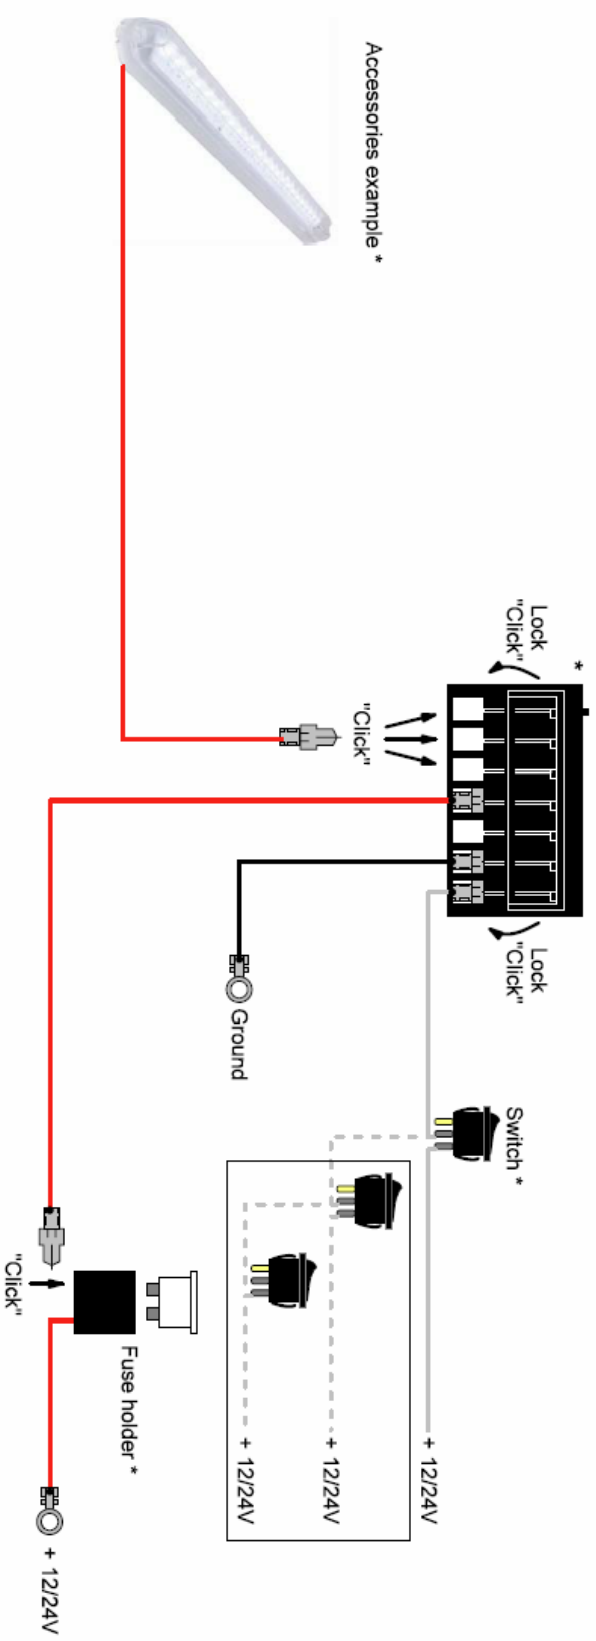 Accessories example *
*
Lock
"Click"
"Click"
Lock
"Click"
Ground
Switch *
+ 12/24V
+ 12/24V
+ 12/24V
Fuse holder *
"Click"
+ 12/24V